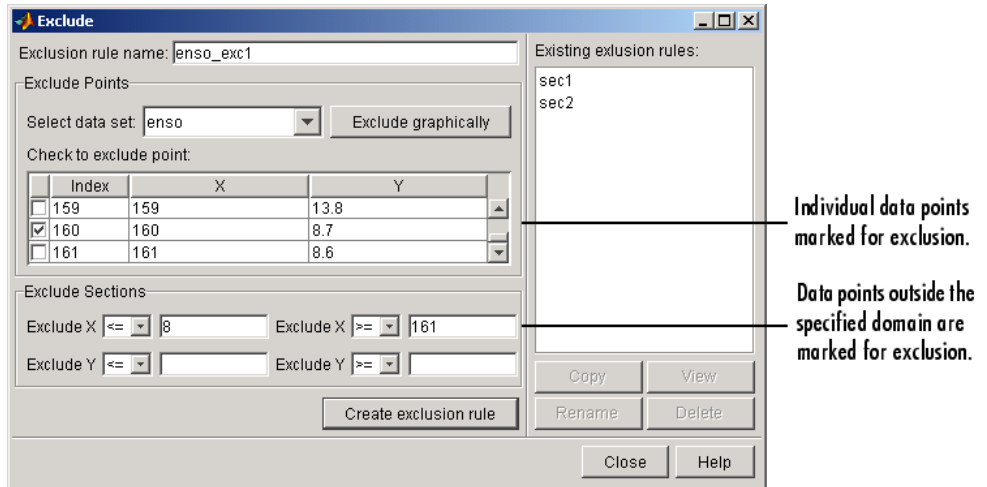 Exclude
Exclusion rule name: enso_exc1
Exclude Points
Select data set: enso
Exclude graphically
Check to exclude point:
Index X Y
159 159 13.8
160 160 8.7
161 161 8.6
Exclude Sections
Exclude X <= 8 Exclude X >= 161
Exclude Y <= Exclude Y >=
Create exclusion rule
Existing exlusion rules:
sec1
sec2
Copy View
Rename Delete
Close Help
Individual data points
marked for exclusion.
Data points outside the
specified domain are
marked for exclusion.